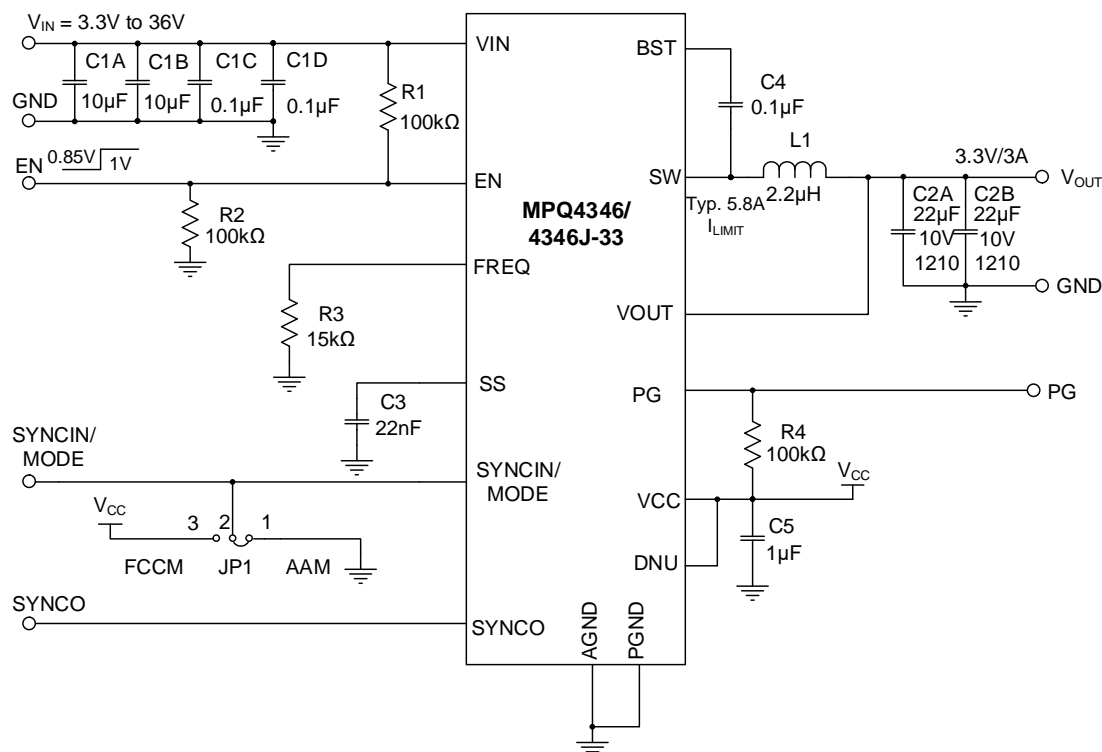 V_IN = 3.3V to 36V
C1A C1B C1C C1D
10µF 10µF 0.1µF 0.1µF
GND
R1
100kΩ
EN 0.85V 1V
R2
100kΩ
R3
15kΩ
C3
22nF
SYNCIN/
MODE
V_CC
3 2 1
FCCM JP1 AAM
SYNCO
VIN
EN
FREQ
SS
SYNCIN/
MODE
SYNCO
MPQ4346/
4346J-33
BST
SW
VOUT
PG
VCC
DNU
AGND
PGND
C4
0.1µF
L1
2.2µH
Typ. 5.8A
I_LIMIT
3.3V/3A
V_OUT
C2A C2B
22µF 22µF
10V 10V
1210 1210
GND
PG
R4
100kΩ
V_CC
C5
1µF